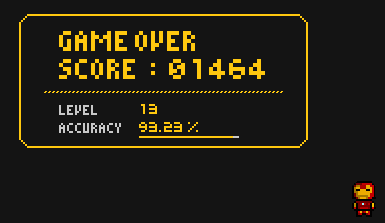 GAME OVER
SCORE : 01464
LEVEL 13
ACCURACY 93.23 %